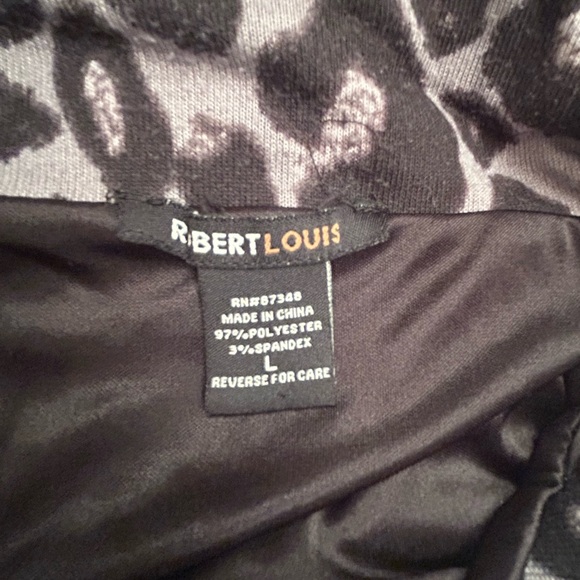 ROBERTLOUIS
RN#87348
MADE IN CHINA
97%POLYESTER
3%SPANDEX
L
REVERSE FOR CARE